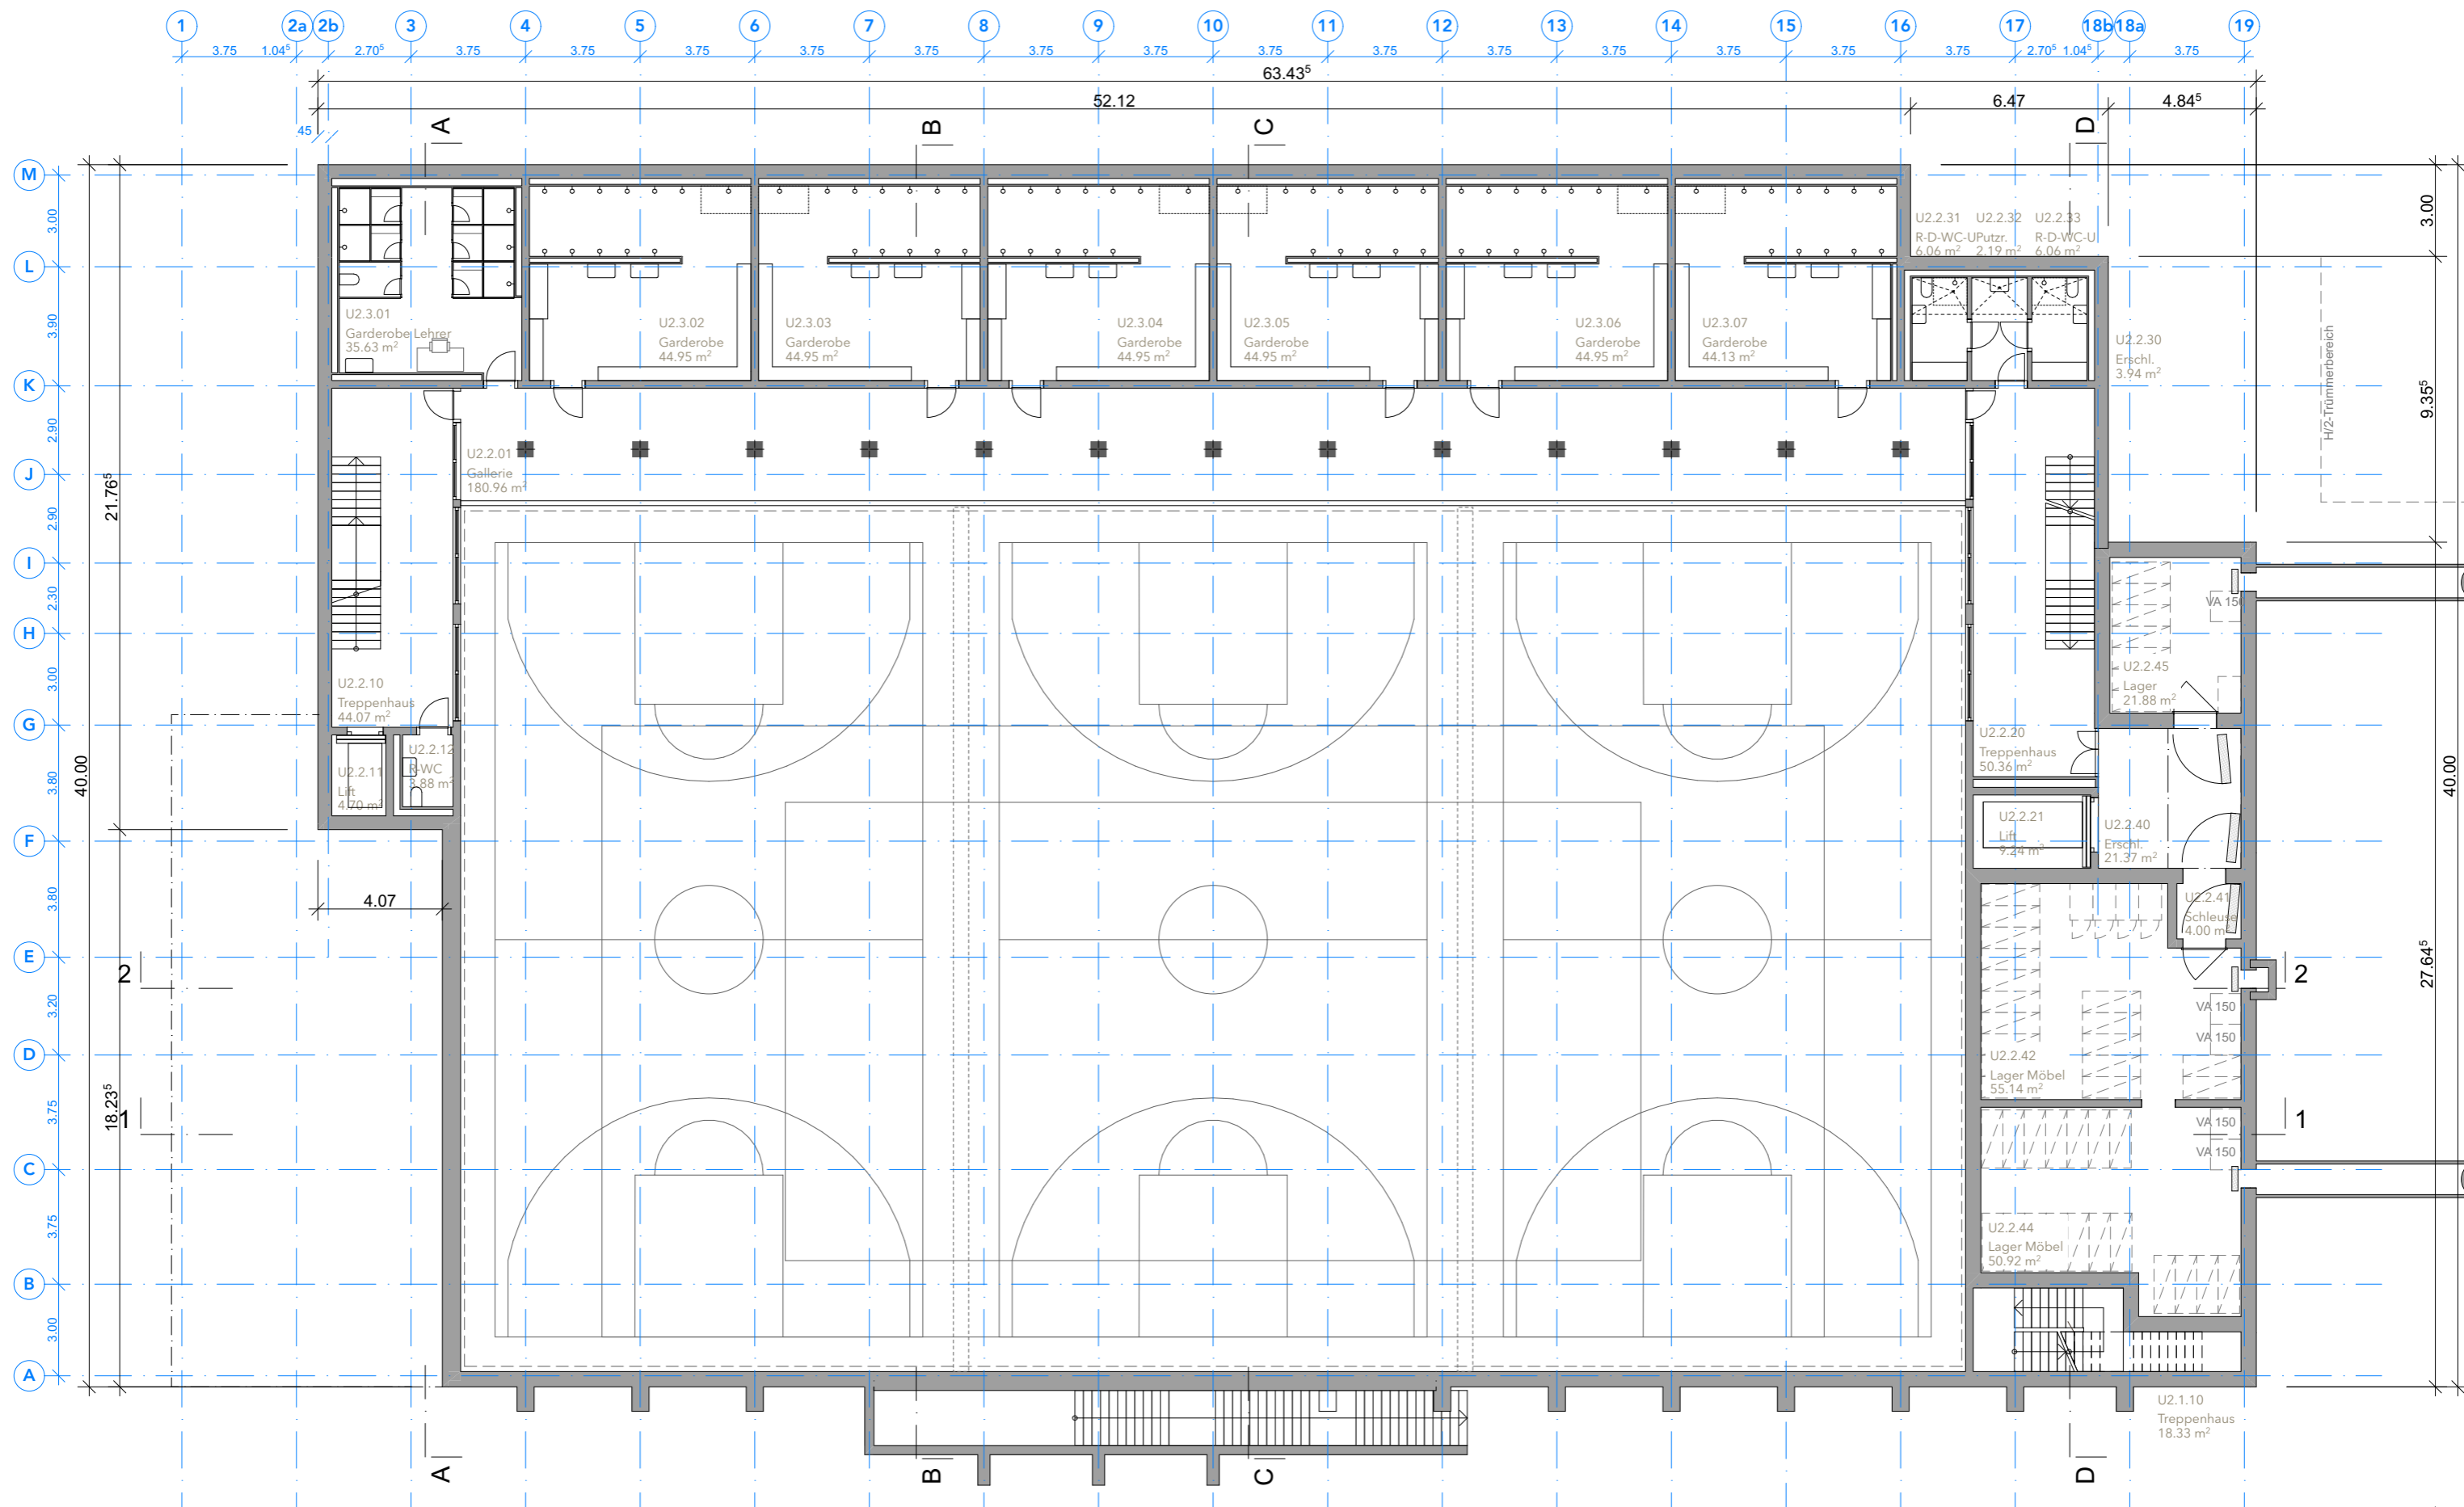 1 2a 2b 3 4 5 6 7 8 9 10 11 12 13 14 15 16 17 18b 18a 19
3.75 1.04⁵ 2.70⁵ 3.75 3.75 3.75 3.75 3.75 3.75 3.75 3.75 3.75 3.75 3.75 3.75 3.75 3.75 3.75 2.70⁵ 1.04⁵ 3.75
63.43⁵
52.12 6.47 4.84⁵
45
A B C D
M
3.00
L
3.90
K
2.90
J
2.90
I
2.30
H
3.00
G
3.80
F
3.80
E
3.20
D
3.75
C
3.75
B
3.00
A
40.00
21.76⁵
18.23⁵
4.07
2
1
U2.3.01
Garderobe Lehrer
35.63 m²
U2.3.02
Garderobe
44.95 m²
U2.3.03
Garderobe
44.95 m²
U2.3.04
Garderobe
44.95 m²
U2.3.05
Garderobe
44.95 m²
U2.3.06
Garderobe
44.95 m²
U2.3.07
Garderobe
44.13 m²
U2.2.31
R-D-WC-U
6.06 m²
U2.2.32
Putzr.
2.19 m²
U2.2.33
R-D-WC-U
6.06 m²
U2.2.30
Erschl.
3.94 m²
H/2-Trümmerbereich
3.00
9.35⁵
27.64⁵
40.00
U2.2.01
Gallerie
180.96 m²
U2.2.10
Treppenhaus
44.07 m²
U2.2.11
Lift
4.70 m²
U2.2.12
R-WC
3.88 m²
VA 150
U2.2.45
Lager
21.88 m²
U2.2.20
Treppenhaus
50.36 m²
U2.2.21
Lift
9.24 m²
U2.2.40
Erschl.
21.37 m²
U2.2.41
Schleuse
4.00 m²
2
VA 150
VA 150
U2.2.42
Lager Möbel
55.14 m²
VA 150
1
VA 150
U2.2.44
Lager Möbel
50.92 m²
U2.1.10
Treppenhaus
18.33 m²
A B C D